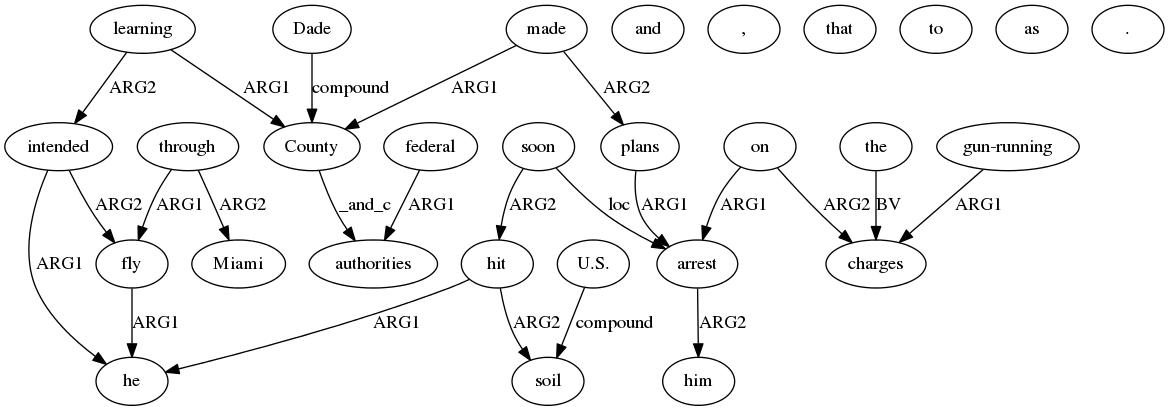 learning Dade made and , that to as .
ARG2 ARG1 compound ARG1 ARG2
intended through County federal soon plans on the gun-running
ARG2 ARG1 ARG2 _and_c ARG1 ARG2 loc ARG1 ARG1 ARG2 BV ARG1
ARG1 fly Miami authorities hit U.S. arrest charges
ARG1 ARG1 ARG2 compound ARG2
he soil him